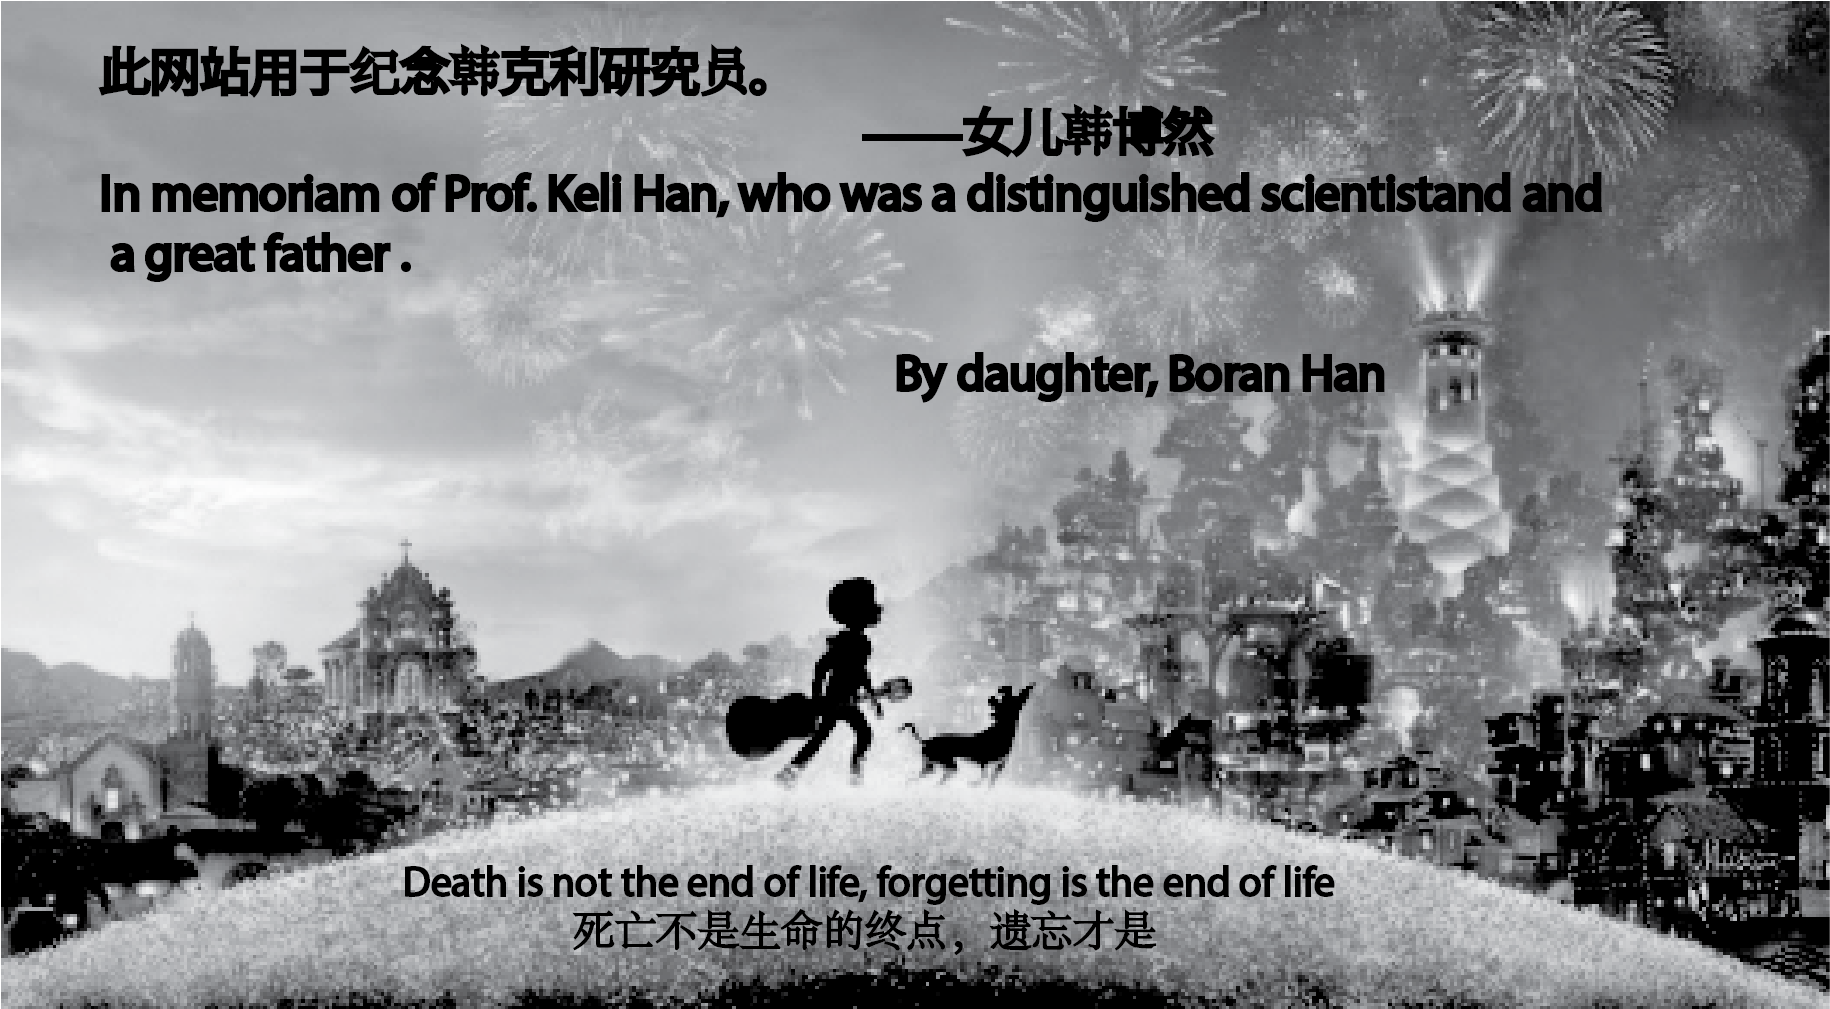 此网站用于纪念韩克利研究员。
——女儿韩博然
In memoriam of Prof. Keli Han, who was a distinguished scientistand and
a great father .
By daughter, Boran Han
Death is not the end of life, forgetting is the end of life
死亡不是生命的终点，遗忘才是